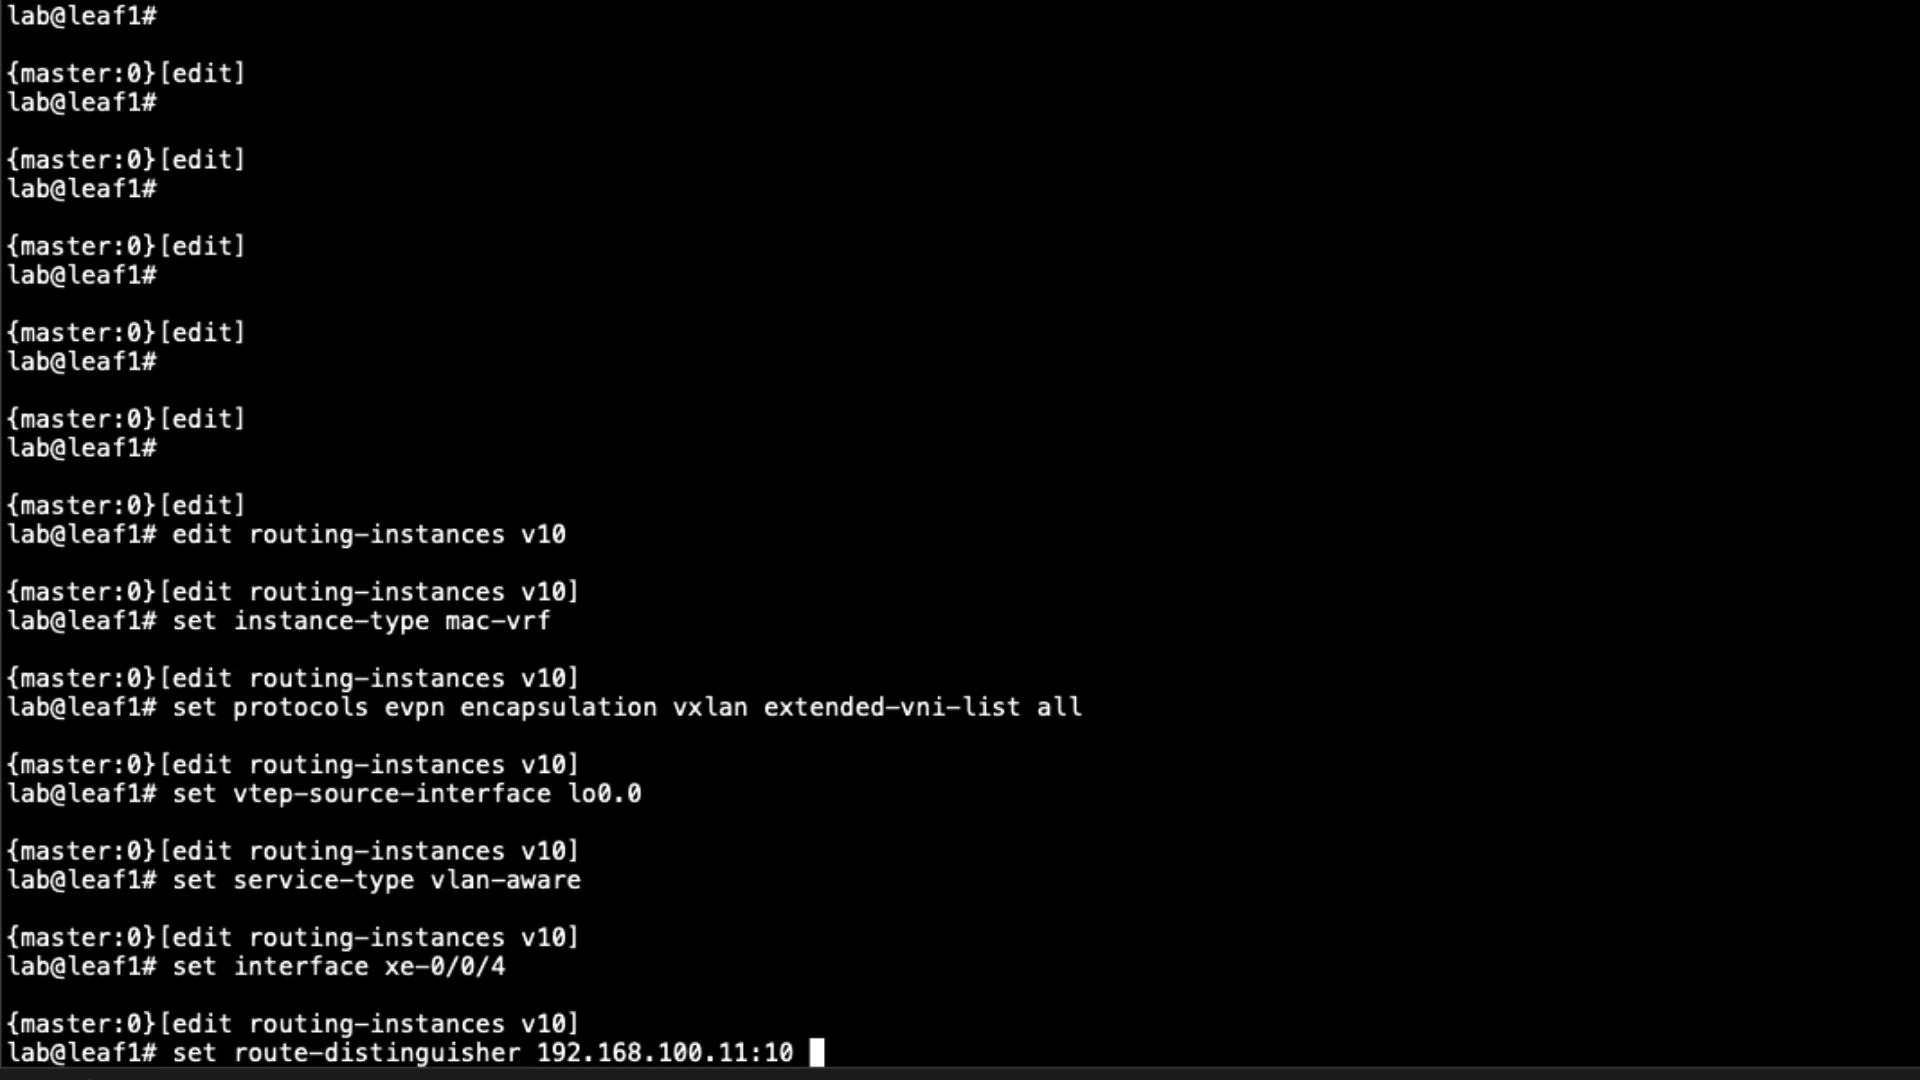 lab@leaf1#
{master:0}[edit]
lab@leaf1#
{master:0}[edit]
lab@leaf1#
{master:0}[edit]
lab@leaf1#
{master:0}[edit]
lab@leaf1#
{master:0}[edit]
lab@leaf1#
{master:0}[edit]
lab@leaf1# edit routing-instances v10
{master:0}[edit routing-instances v10]
lab@leaf1# set instance-type mac-vrf
{master:0}[edit routing-instances v10]
lab@leaf1# set protocols evpn encapsulation vxlan extended-vni-list all
{master:0}[edit routing-instances v10]
lab@leaf1# set vtep-source-interface lo0.0
{master:0}[edit routing-instances v10]
lab@leaf1# set service-type vlan-aware
{master:0}[edit routing-instances v10]
lab@leaf1# set interface xe-0/0/4
{master:0}[edit routing-instances v10]
lab@leaf1# set route-distinguisher 192.168.100.11:10